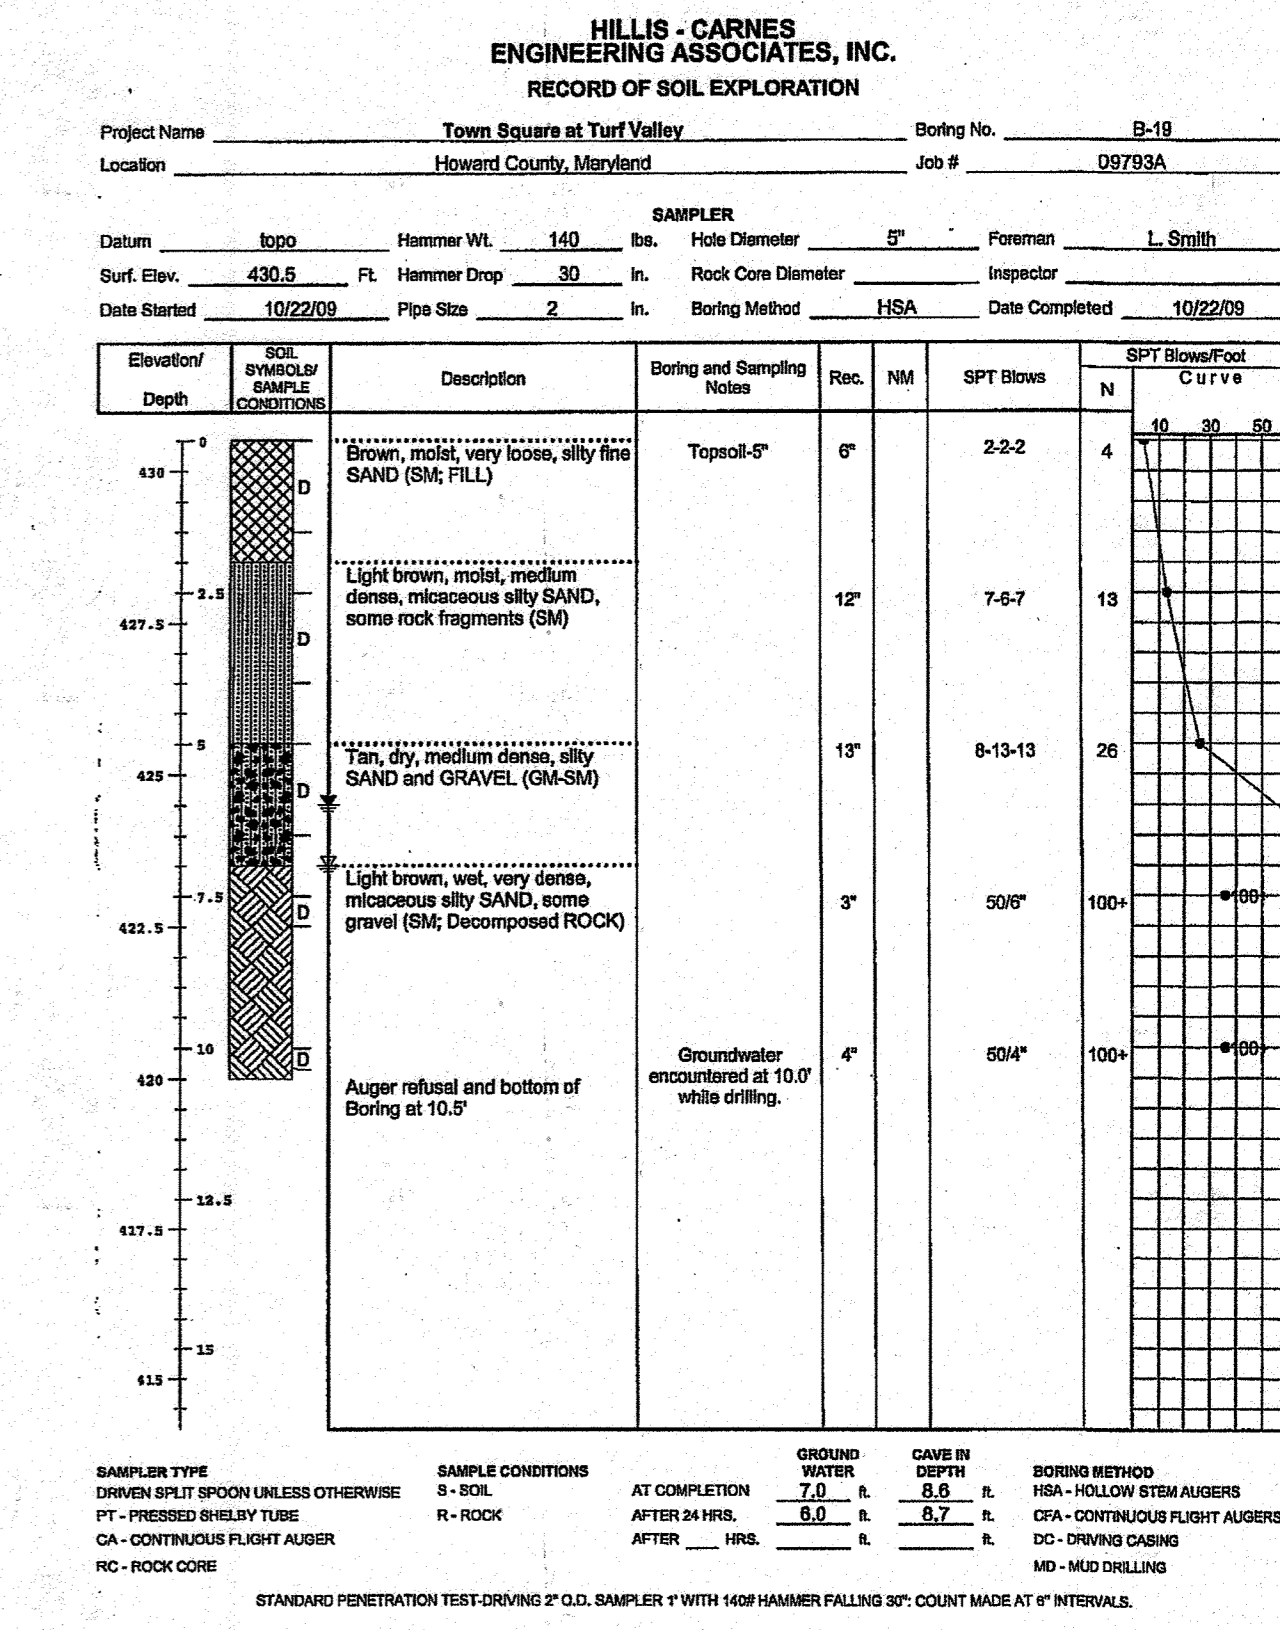 HILLIS - CARNES
ENGINEERING ASSOCIATES, INC.
RECORD OF SOIL EXPLORATION
Project Name Town Square at Turf Valley Boring No. B-19
Location Howard County, Maryland Job # 09793A
SAMPLER
Datum topo Hammer Wt. 140 lbs. Hole Diameter 5" Foreman L. Smith
Surf. Elev. 430.5 Ft. Hammer Drop 30 in. Rock Core Diameter Inspector
Date Started 10/22/09 Pipe Size 2 in. Boring Method HSA Date Completed 10/22/09
Elevation/
Depth
SOIL
SYMBOLS/
SAMPLE
CONDITIONS
Description
Boring and Sampling
Notes
Rec.
NM
SPT Blows
SPT Blows/Foot
N
Curve
10 30 50
0
430
D
Brown, moist, very loose, silty fine
SAND (SM; FILL)
Topsoil-5"
6"
2-2-2
4
2.5
427.5
D
Light brown, moist, medium
dense, micaceous silty SAND,
some rock fragments (SM)
12"
7-6-7
13
5
425
D
Tan, dry, medium dense, silty
SAND and GRAVEL (GM-SM)
13"
8-13-13
26
7.5
422.5
D
Light brown, wet, very dense,
micaceous silty SAND, some
gravel (SM; Decomposed ROCK)
3"
50/6"
100+
100
10
420
D
Auger refusal and bottom of
Boring at 10.5'
Groundwater
encountered at 10.0'
while drilling.
4"
50/4"
100+
100
12.5
417.5
15
415
SAMPLER TYPE
DRIVEN SPLIT SPOON UNLESS OTHERWISE
PT - PRESSED SHELBY TUBE
CA - CONTINUOUS FLIGHT AUGER
RC - ROCK CORE
SAMPLE CONDITIONS
S - SOIL
R - ROCK
GROUND
WATER
CAVE IN
DEPTH
AT COMPLETION 7.0 ft. 8.6 ft.
AFTER 24 HRS. 6.0 ft. 8.7 ft.
AFTER ___ HRS. ft. ft.
BORING METHOD
HSA - HOLLOW STEM AUGERS
CFA - CONTINUOUS FLIGHT AUGERS
DC - DRIVING CASING
MD - MUD DRILLING
STANDARD PENETRATION TEST-DRIVING 2" O.D. SAMPLER 1' WITH 140# HAMMER FALLING 30": COUNT MADE AT 6" INTERVALS.